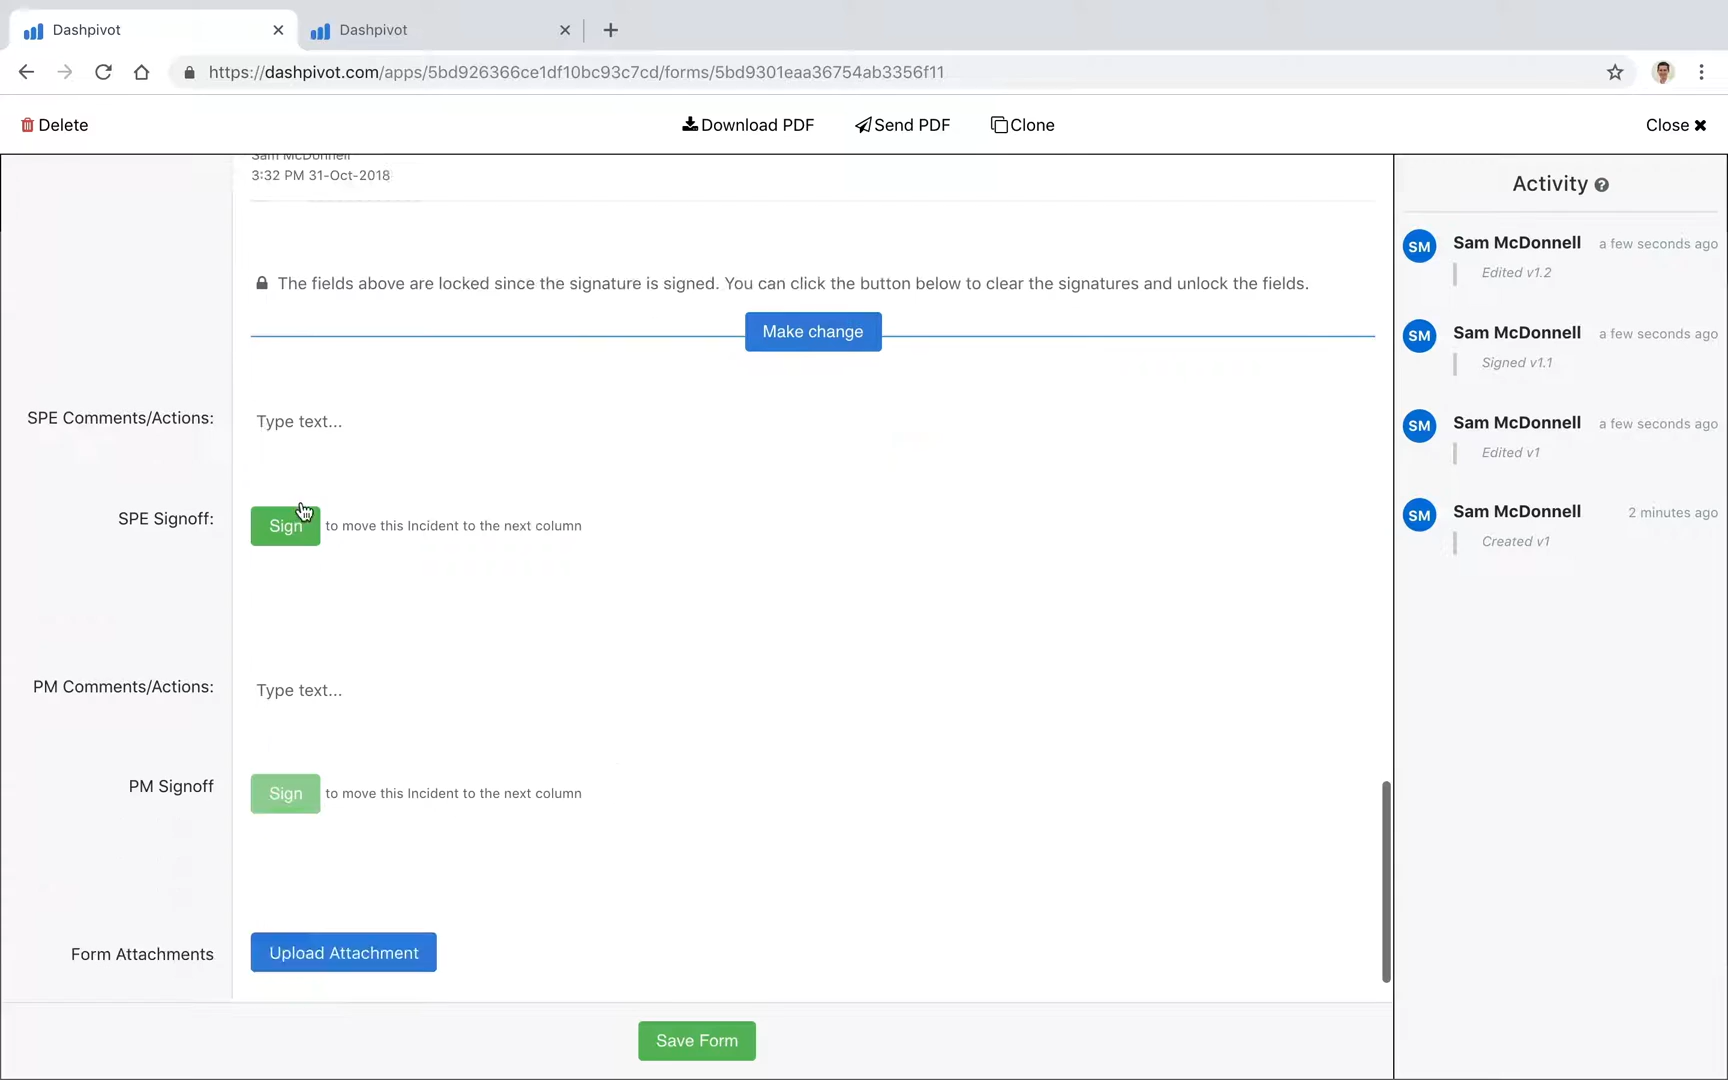 Dashpivot
Dashpivot
https://dashpivot.com/apps/5bd926366ce1df10bc93c7cd/forms/5bd9301eaa36754ab3356f11
Delete
Download PDF
Send PDF
Clone
Close
Sam McDonnell
3:32 PM 31-Oct-2018
The fields above are locked since the signature is signed. You can click the button below to clear the signatures and unlock the fields.
Make change
SPE Comments/Actions:
Type text...
SPE Signoff:
Sign to move this Incident to the next column
PM Comments/Actions:
Type text...
PM Signoff
Sign to move this Incident to the next column
Form Attachments
Upload Attachment
Save Form
Activity
SM Sam McDonnell a few seconds ago
Edited v1.2
SM Sam McDonnell a few seconds ago
Signed v1.1
SM Sam McDonnell a few seconds ago
Edited v1
SM Sam McDonnell 2 minutes ago
Created v1